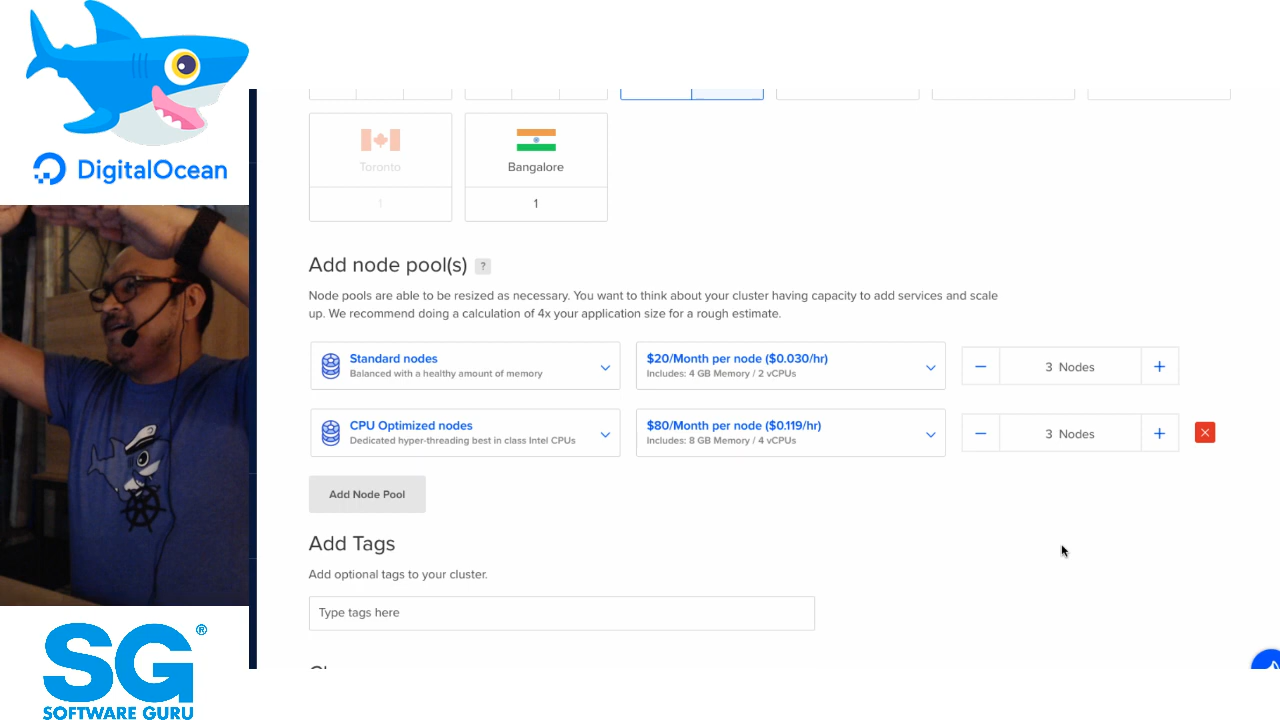 DigitalOcean
Toronto
1
Bangalore
1
Add node pool(s) ?
Node pools are able to be resized as necessary. You want to think about your cluster having capacity to add services and scale
up. We recommend doing a calculation of 4x your application size for a rough estimate.
Standard nodes
Balanced with a healthy amount of memory
$20/Month per node ($0.030/hr)
Includes: 4 GB Memory / 2 vCPUs
3 Nodes
CPU Optimized nodes
Dedicated hyper-threading best in class Intel CPUs
$80/Month per node ($0.119/hr)
Includes: 8 GB Memory / 4 vCPUs
3 Nodes
Add Node Pool
Add Tags
Add optional tags to your cluster.
Type tags here
SG®
SOFTWARE GURU